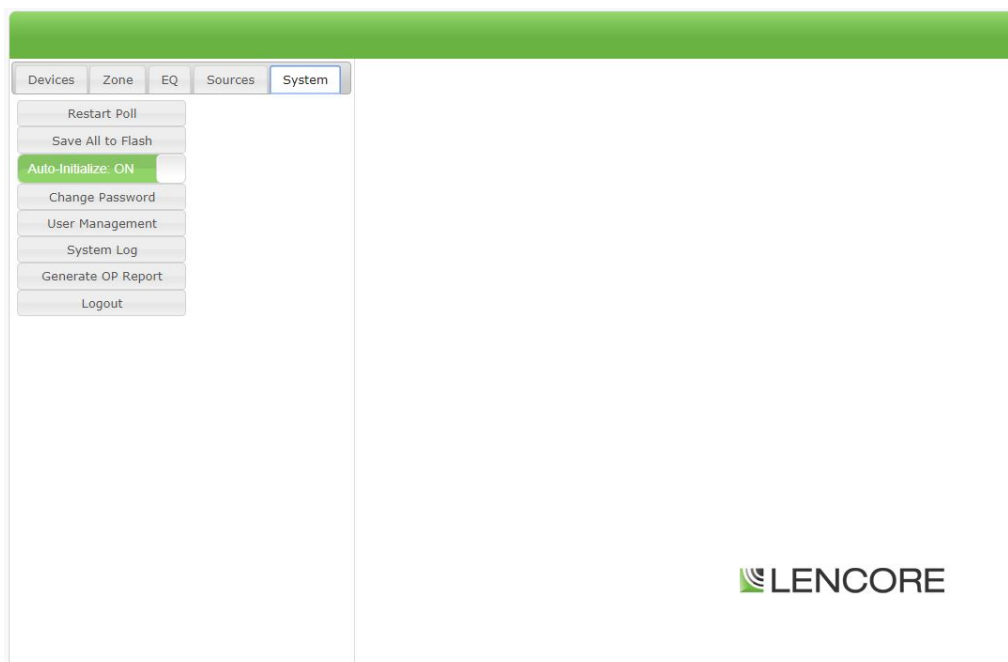 Devices Zone EQ Sources System
Restart Poll
Save All to Flash
Auto-Initialize: ON
Change Password
User Management
System Log
Generate OP Report
Logout
LENCORE